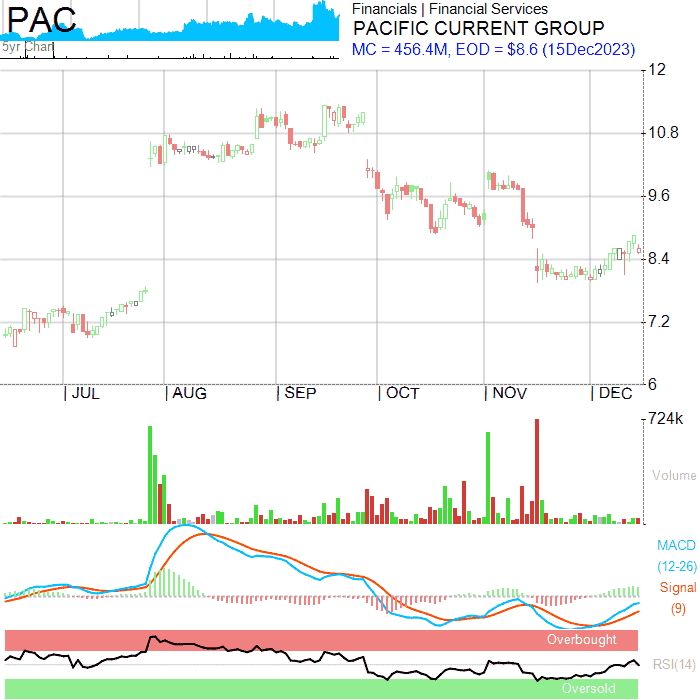 PAC
5yr Chart
Financials | Financial Services
PACIFIC CURRENT GROUP
MC = 456.4M, EOD = $8.6 (15Dec2023)
12
10.8
9.6
8.4
7.2
6
JUL
AUG
SEP
OCT
NOV
DEC
724k
Volume
MACD
(12-26)
Signal
(9)
Overbought
RSI(14)
Oversold